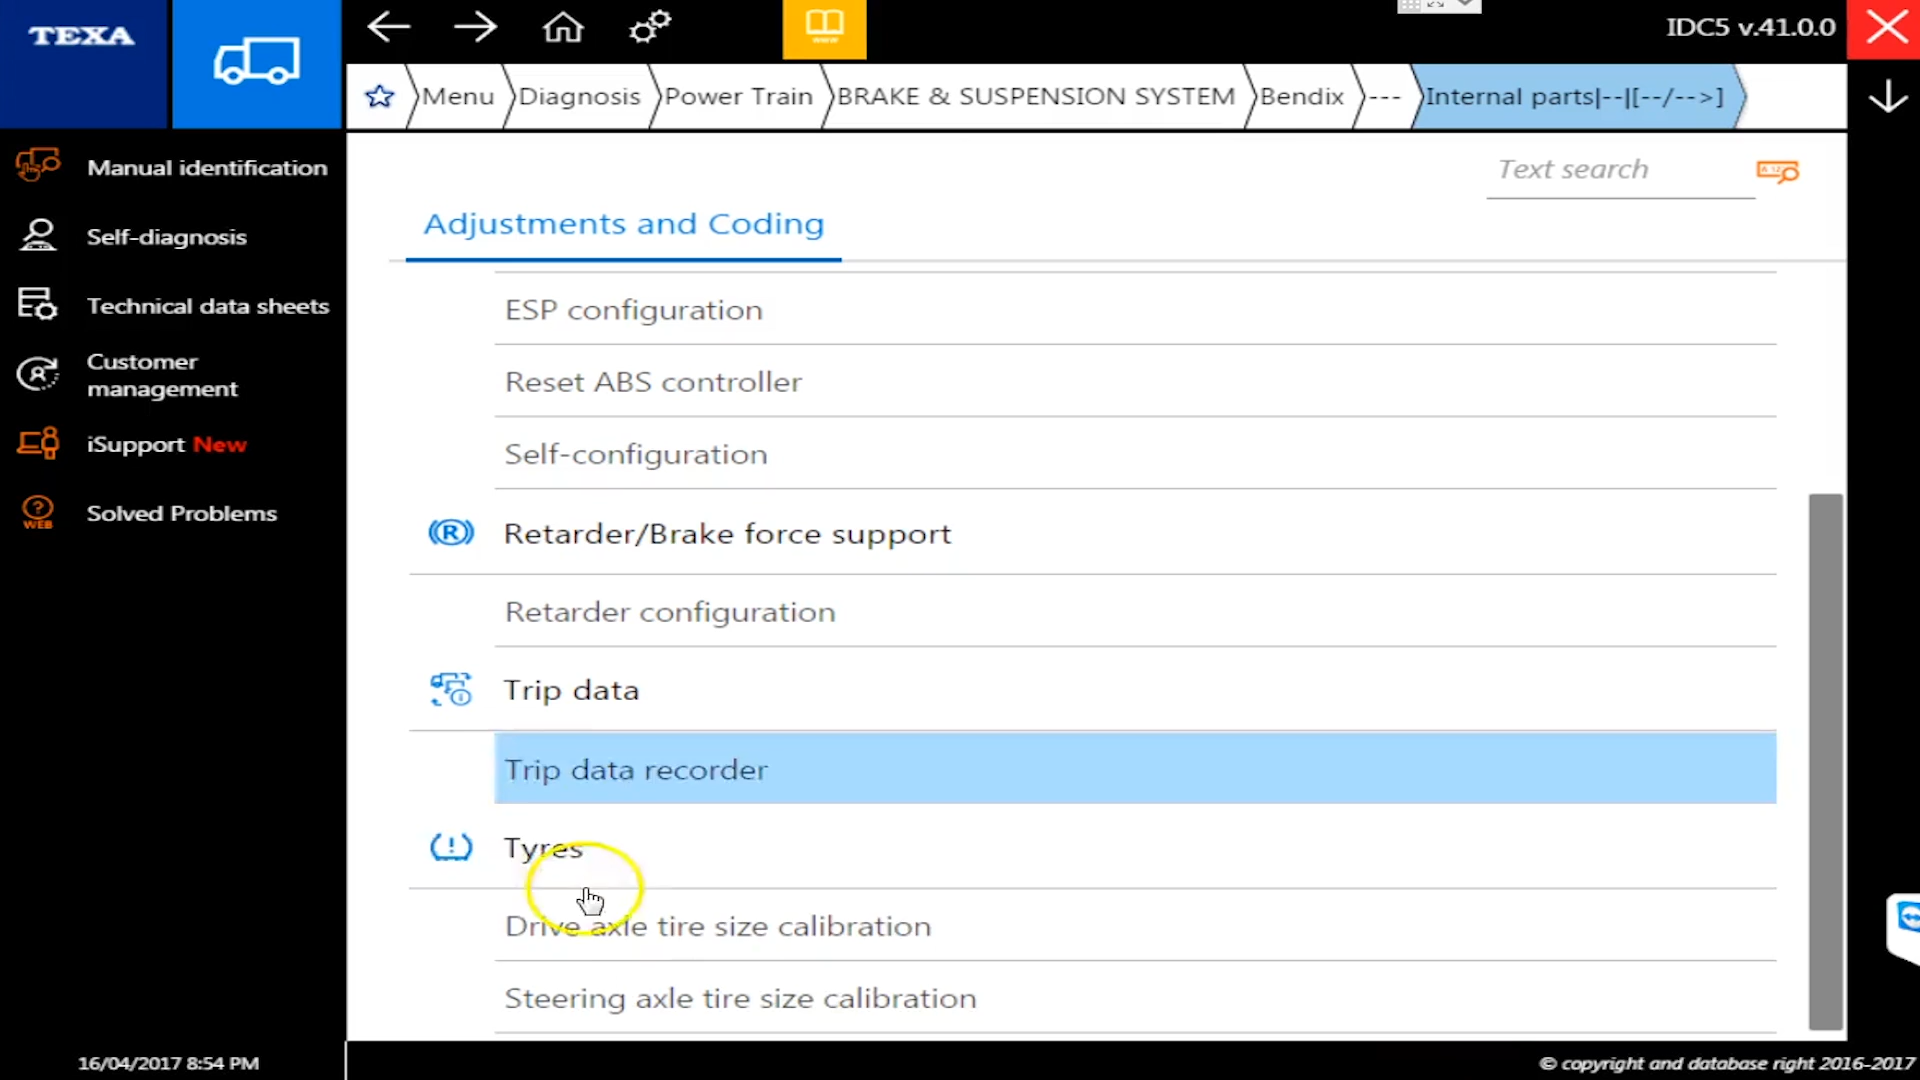 TEXA
IDC5 v.41.0.0
Menu
Diagnosis
Power Train
BRAKE & SUSPENSION SYSTEM
Bendix
---
Internal parts|--|[--/-->]
Manual identification
Self-diagnosis
Technical data sheets
Customer
management
iSupport New
WEB
Solved Problems
Text search
Adjustments and Coding
ESP configuration
Reset ABS controller
Self-configuration
Retarder/Brake force support
Retarder configuration
Trip data
Trip data recorder
Tyres
Drive axle tire size calibration
Steering axle tire size calibration
16/04/2017 8:54 PM
© copyright and database right 2016-2017